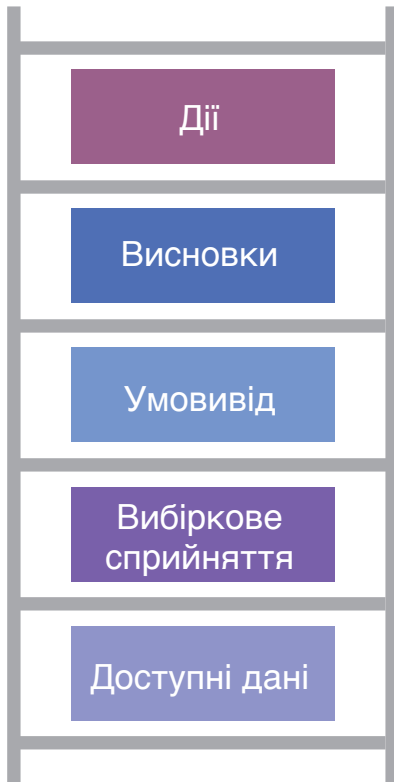 Дії
Висновки
Умовивід
Вибіркове
сприйняття
Доступні дані